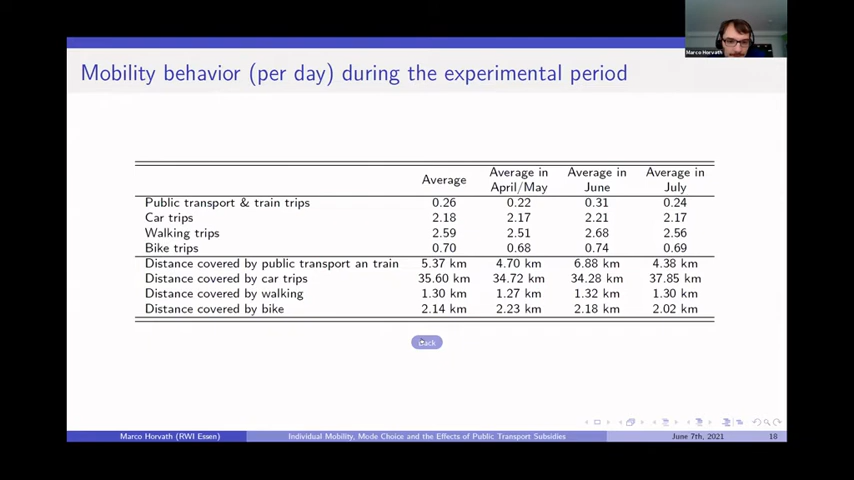 Marco Horvath
Mobility behavior (per day) during the experimental period
Average Average in April/May Average in June Average in July
Public transport & train trips 0.26 0.22 0.31 0.24
Car trips 2.18 2.17 2.21 2.17
Walking trips 2.59 2.51 2.68 2.56
Bike trips 0.70 0.68 0.74 0.69
Distance covered by public transport an train 5.37 km 4.70 km 6.88 km 4.38 km
Distance covered by car trips 35.60 km 34.72 km 34.28 km 37.85 km
Distance covered by walking 1.30 km 1.27 km 1.32 km 1.30 km
Distance covered by bike 2.14 km 2.23 km 2.18 km 2.02 km
Back
Marco Horvath (RWI Essen) Individual Mobility, Mode Choice and the Effects of Public Transport Subsidies June 7th, 2021 18